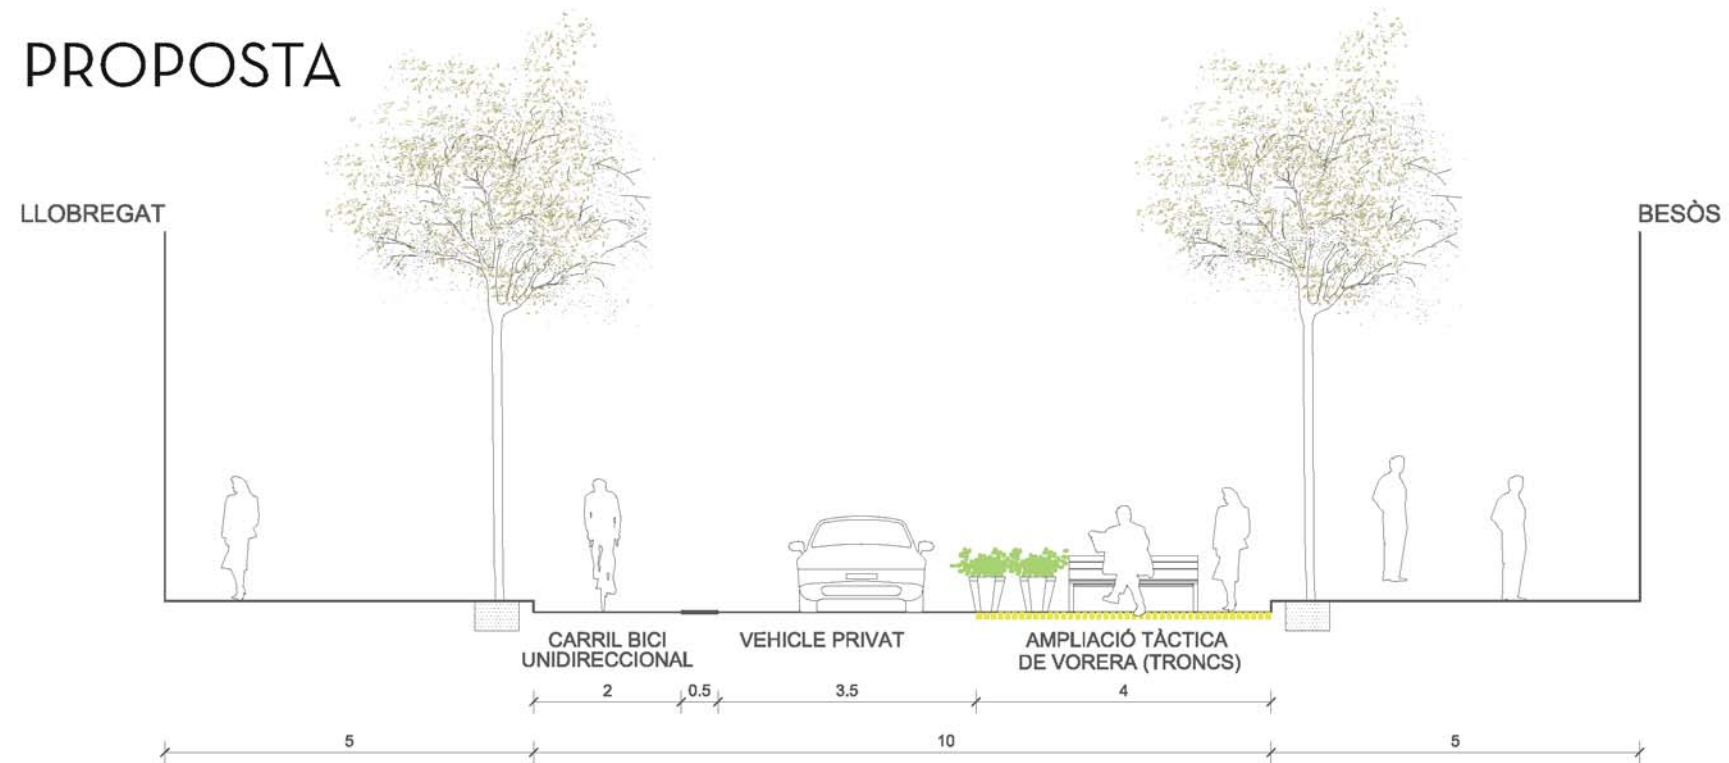 PROPOSTA
LLOBREGAT
BESÒS
CARRIL BICI
UNIDIRECCIONAL
VEHICLE PRIVAT
AMPLIACIÓ TÀCTICA
DE VORERA (TRONCS)
2
0.5
3.5
4
5
10
5